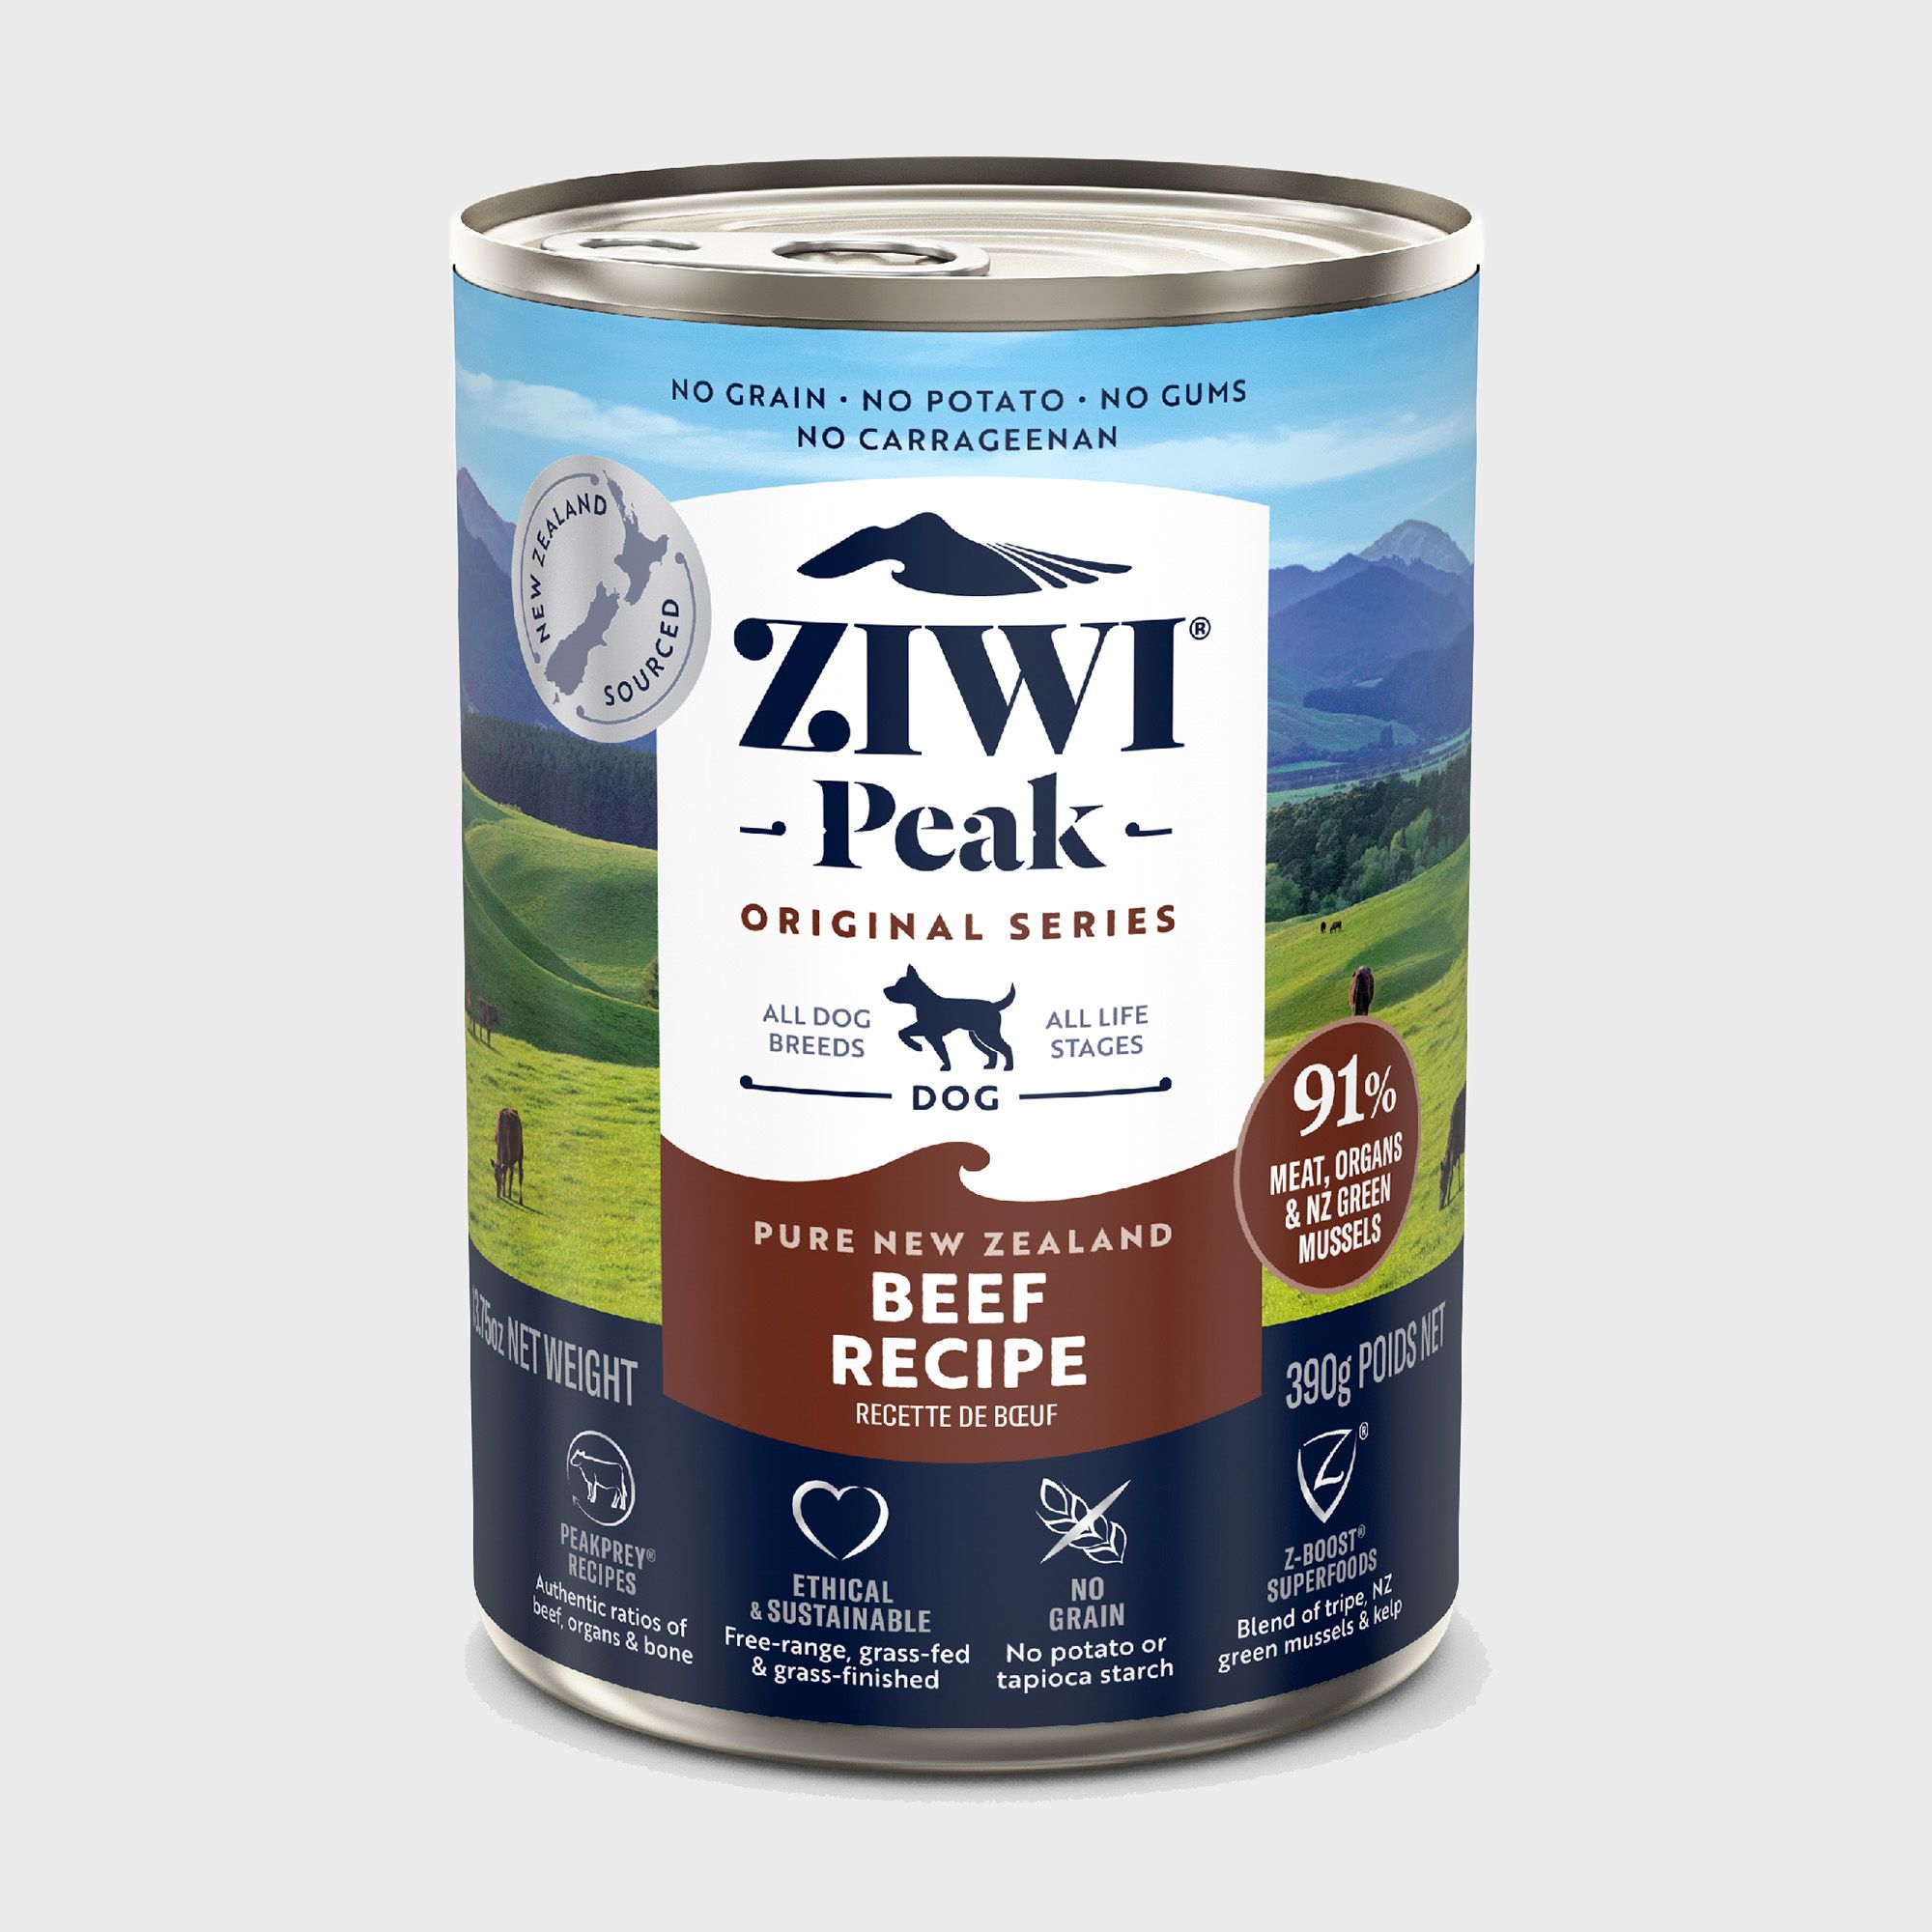 NO GRAIN • NO POTATO • NO GUMS
NO CARRAGEENAN
NEW ZEALAND
SOURCED
ZIWI®
Peak
ORIGINAL SERIES
ALL DOG
BREEDS
ALL LIFE
STAGES
DOG
91%
MEAT, ORGANS
& NZ GREEN
MUSSELS
PURE NEW ZEALAND
BEEF
RECIPE
RECETTE DE BŒUF
13.75oz NET WEIGHT
390g POIDS NET
PEAKPREY®
RECIPES
Authentic ratios of
beef, organs & bone
ETHICAL
& SUSTAINABLE
Free-range, grass-fed
& grass-finished
NO
GRAIN
No potato or
tapioca starch
Z®
Z-BOOST®
SUPERFOODS
Blend of tripe, NZ
green mussels & kelp